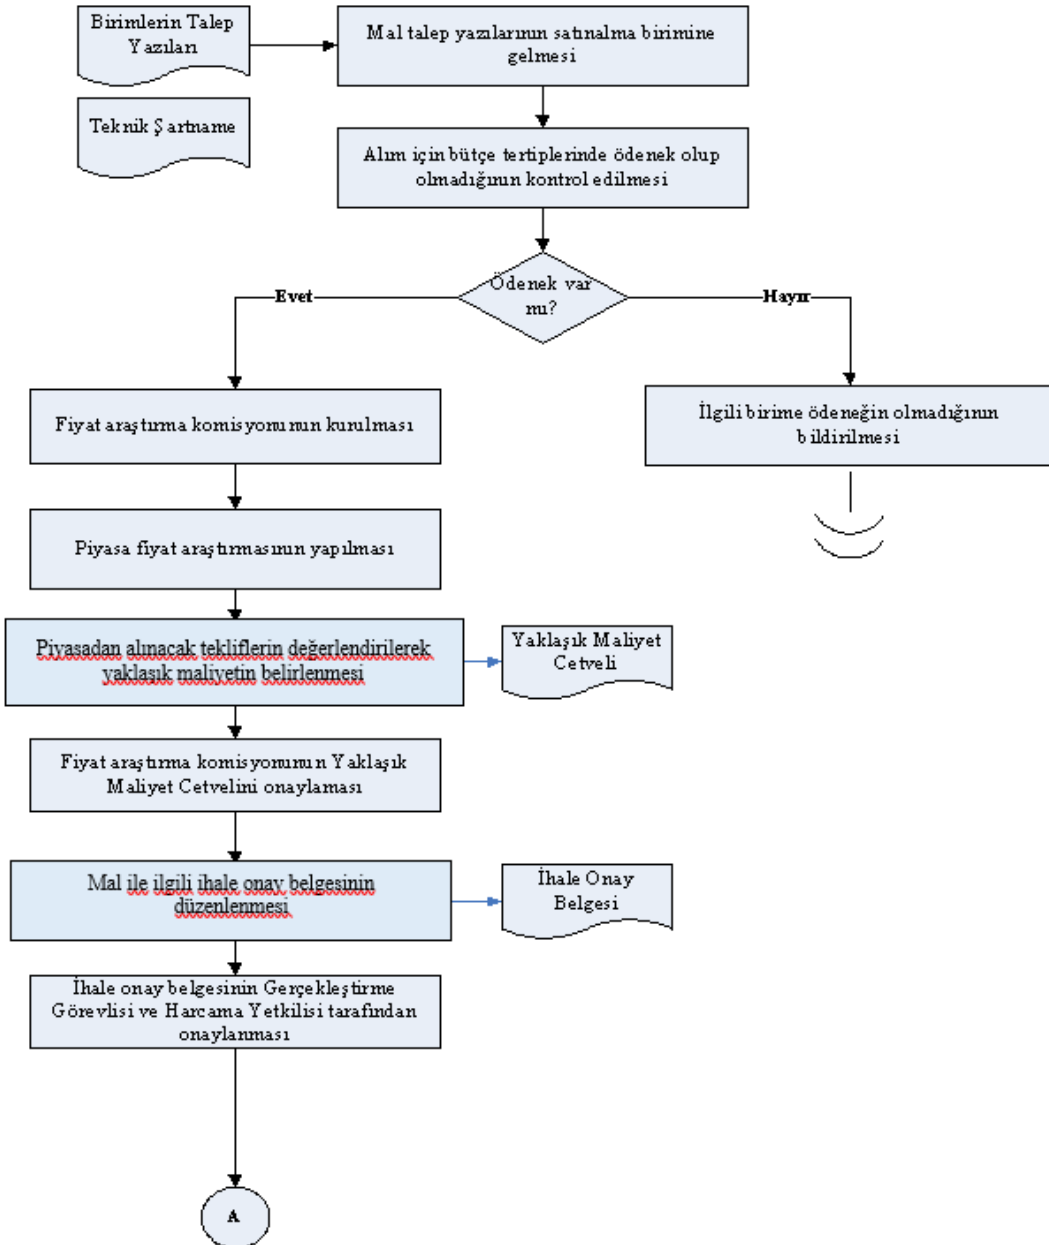 Birimlerin Talep
Yazıları
Mal talep yazılarının satınalma birimine
gelmesi
Teknik Şartname
Alım için bütçe tertiplerinde ödenek olup
olmadığının kontrol edilmesi
Ödenek var
mı?
Evet
Hayır
Fiyat araştırma komisyonunun kurulması
İlgili birime ödeneğin olmadığının
bildirilmesi
Piyasa fiyat araştırmasının yapılması
Piyasadan alınacak tekliflerin değerlendirilerek
yaklaşık maliyetin belirlenmesi
Yaklaşık Maliyet
Cetveli
Fiyat araştırma komisyonunun Yaklaşık
Maliyet Cetvelini onaylaması
Mal ile ilgili ihale onay belgesinin
düzenlenmesi
İhale Onay
Belgesi
İhale onay belgesinin Gerçekleştirme
Görevlisi ve Harcama Yetkilisi tarafından
onaylanması
A